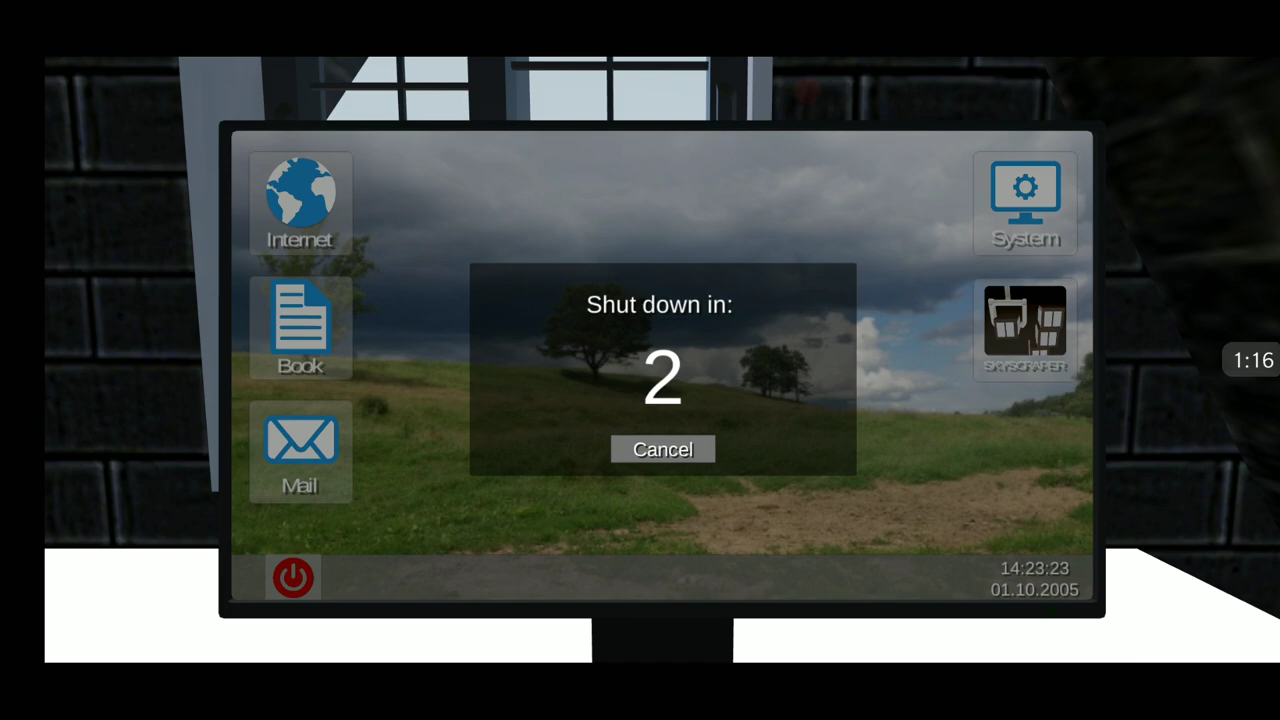 Internet
System
Shut down in:
2
Book
SKYSCRAPER
1:16
Cancel
Mail
14:23:23
01.10.2005